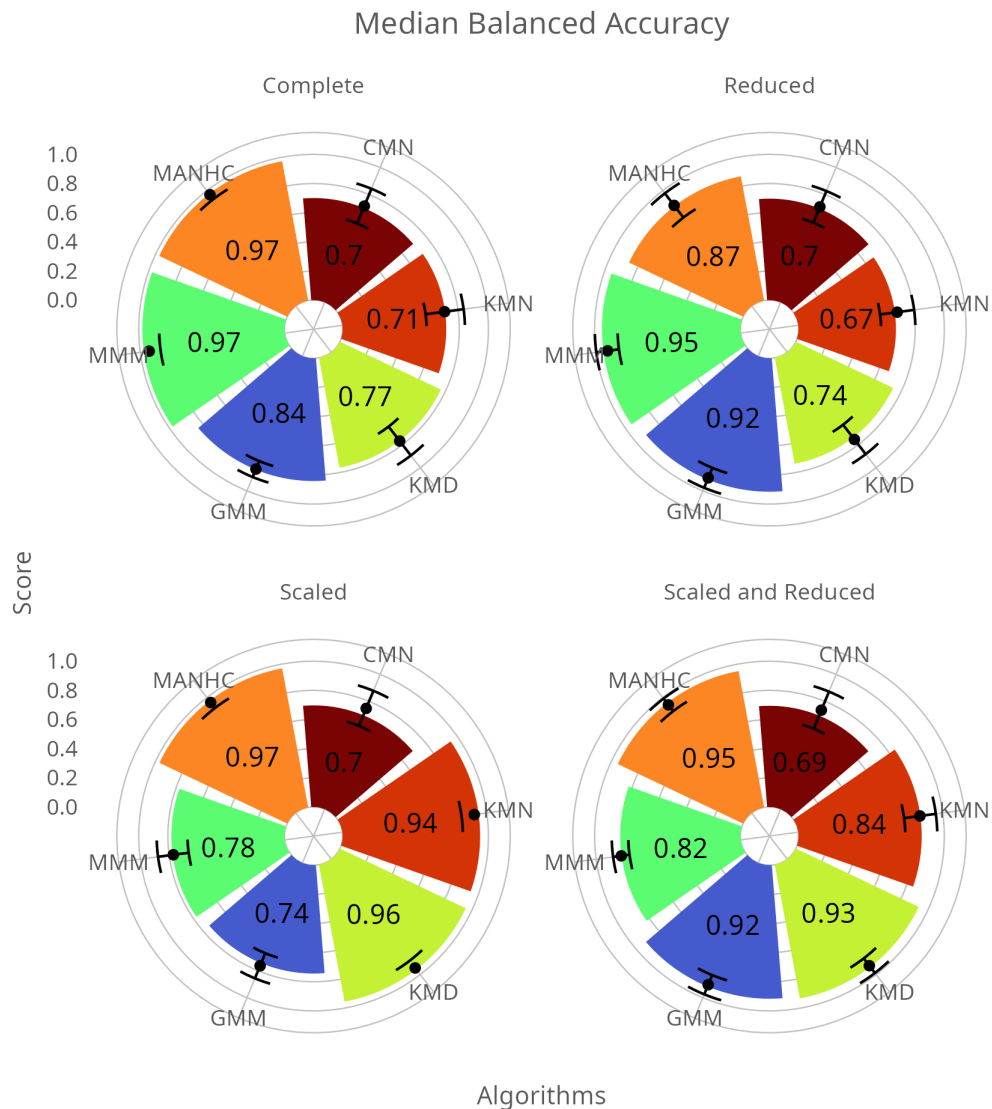 Median Balanced Accuracy
Complete
Reduced
1.0
0.8
0.6
0.4
0.2
0.0
MANHC
CMN
KMN
KMD
GMM
MMM
0.97
0.7
0.71
0.77
0.84
0.97
MANHC
CMN
KMN
KMD
GMM
MMM
0.87
0.7
0.67
0.74
0.92
0.95
Score
Scaled
Scaled and Reduced
1.0
0.8
0.6
0.4
0.2
0.0
MANHC
CMN
KMN
KMD
GMM
MMM
0.97
0.7
0.94
0.96
0.74
0.78
MANHC
CMN
KMN
KMD
GMM
MMM
0.95
0.69
0.84
0.93
0.92
0.82
Algorithms